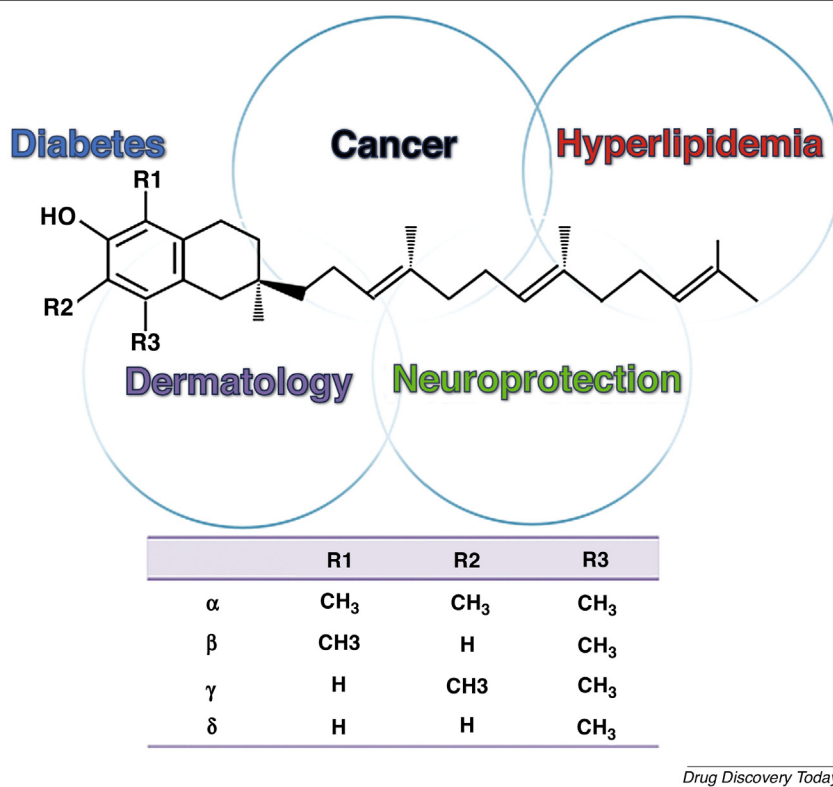 Diabetes
Cancer
Hyperlipidemia
R1
HO
R2
R3
Dermatology
Neuroprotection
R1 R2 R3
α CH₃ CH₃ CH₃
β CH3 H CH₃
γ H CH3 CH₃
δ H H CH₃
Drug Discovery Today